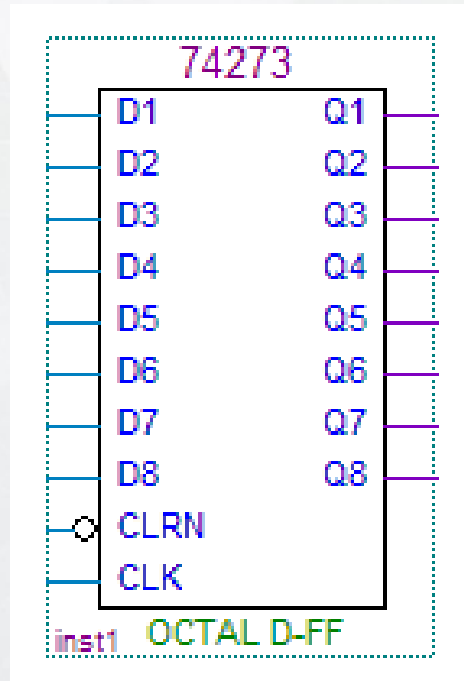 74273
D1 Q1
D2 Q2
D3 Q3
D4 Q4
D5 Q5
D6 Q6
D7 Q7
D8 Q8
CLRN
CLK
inst1 OCTAL D-FF